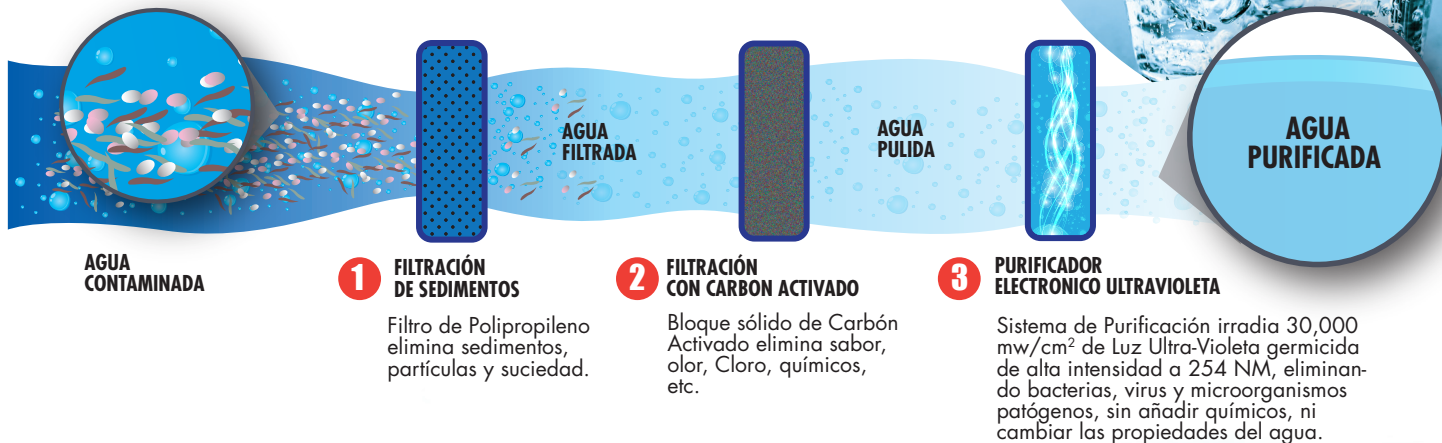 AGUA
CONTAMINADA
1
FILTRACIÓN
DE SEDIMENTOS
Filtro de Polipropileno
elimina sedimentos,
partículas y suciedad.
AGUA
FILTRADA
2
FILTRACIÓN
CON CARBON ACTIVADO
Bloque sólido de Carbón
Activado elimina sabor,
olor, Cloro, químicos,
etc.
AGUA
PULIDA
3
PURIFICADOR
ELECTRONICO ULTRAVIOLETA
Sistema de Purificación irradia 30,000
mw/cm² de Luz Ultra-Violeta germicida
de alta intensidad a 254 NM, eliminan-
do bacterias, virus y microorganismos
patógenos, sin añadir químicos, ni
cambiar las propiedades del agua.
AGUA
PURIFICADA